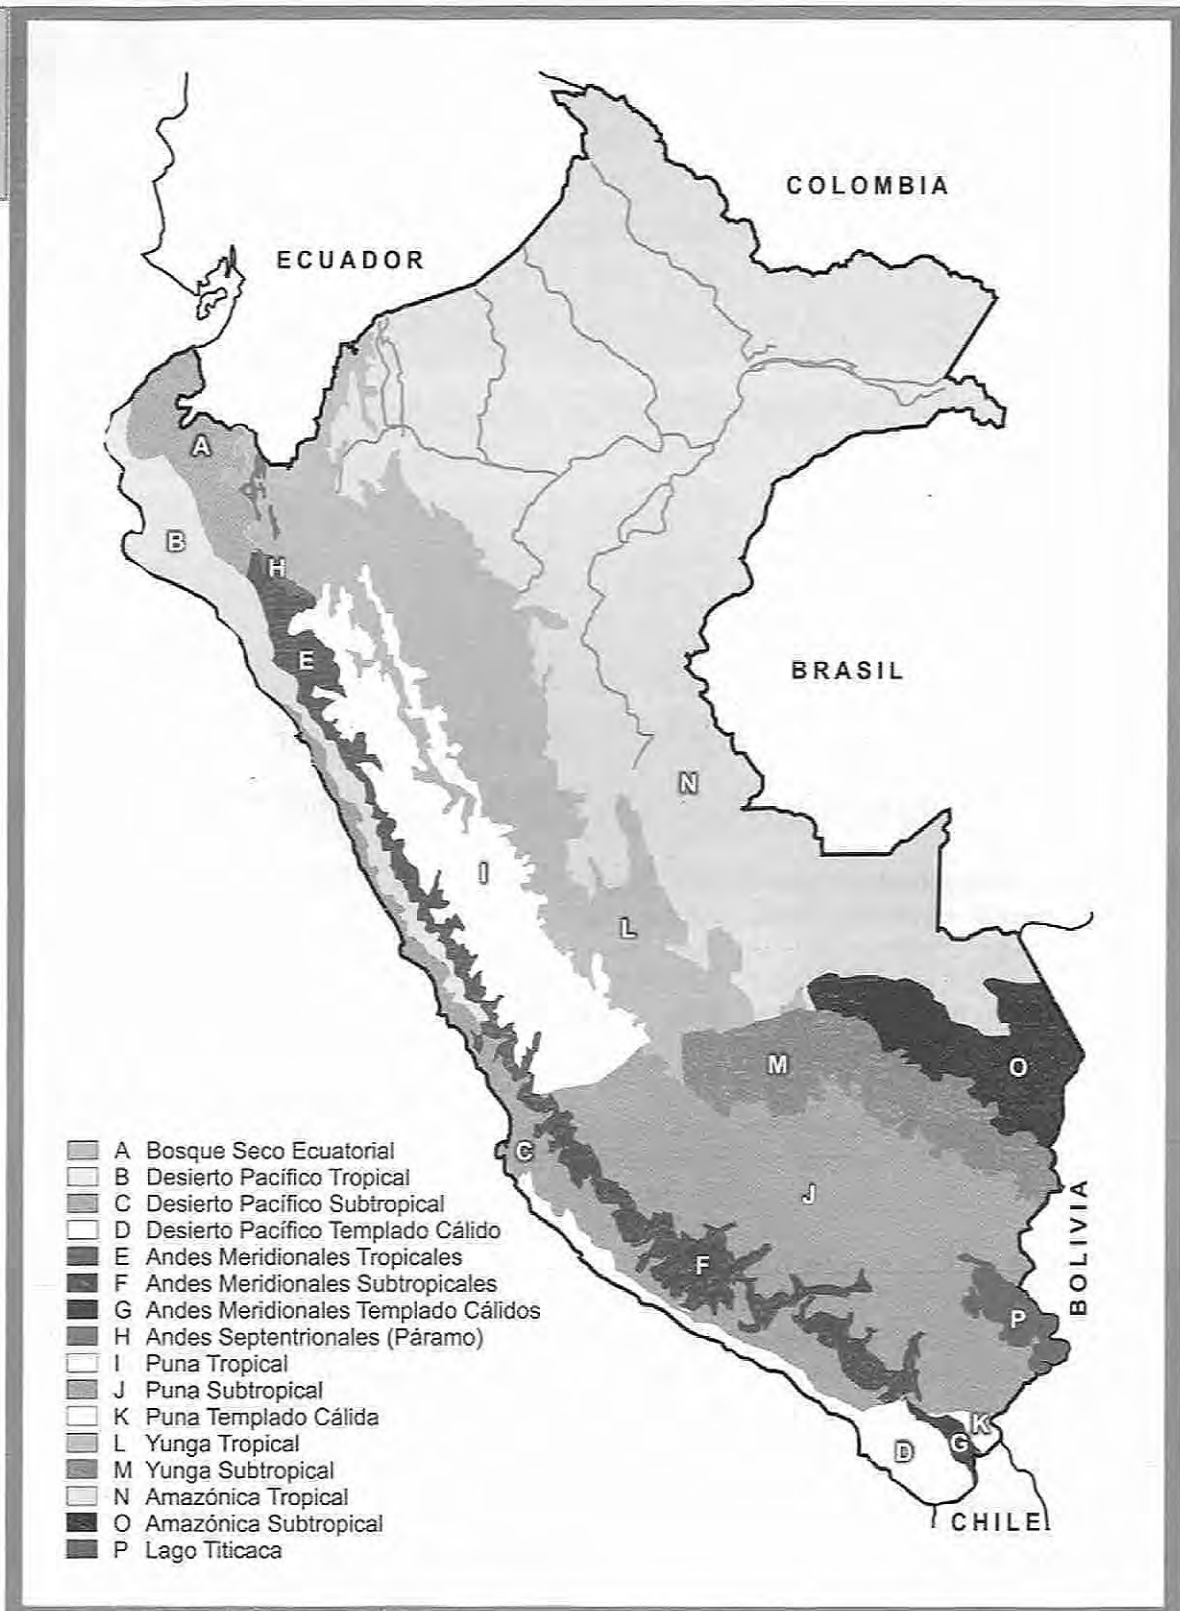 COLOMBIA
ECUADOR
A
B
H
E
BRASIL
N
I
L
M
O
C
J
BOLIVIA
F
P
K
G
D
CHILE
A Bosque Seco Ecuatorial
B Desierto Pacífico Tropical
C Desierto Pacífico Subtropical
D Desierto Pacífico Templado Cálido
E Andes Meridionales Tropicales
F Andes Meridionales Subtropicales
G Andes Meridionales Templado Cálidos
H Andes Septentrionales (Páramo)
I Puna Tropical
J Puna Subtropical
K Puna Templado Cálida
L Yunga Tropical
M Yunga Subtropical
N Amazónica Tropical
O Amazónica Subtropical
P Lago Titicaca